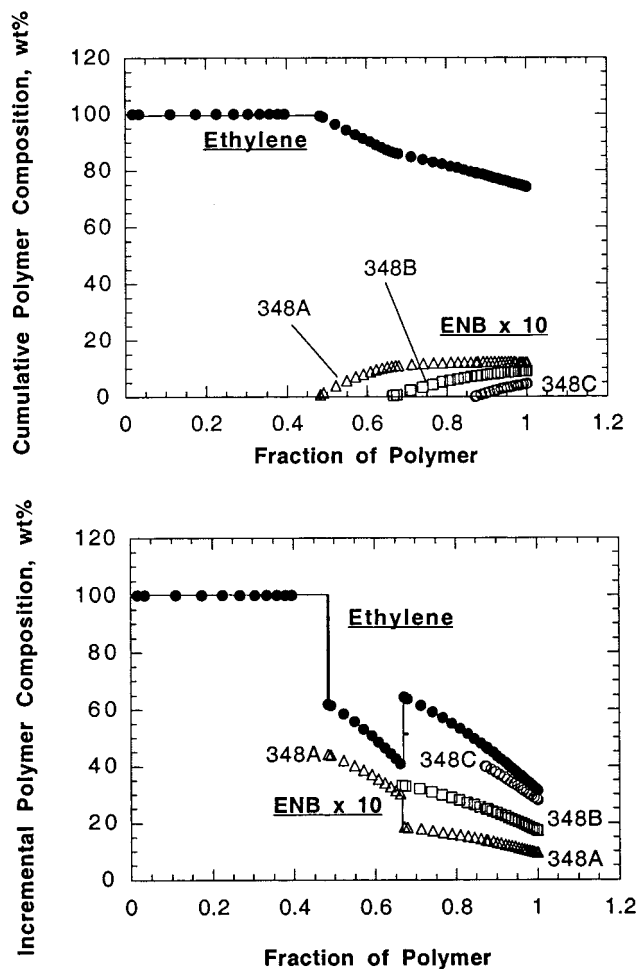 Cumulative Polymer Composition, wt%
120
100
80
60
40
20
0
Ethylene
348A
348B
ENB x 10
348C
0
0.2
0.4
0.6
0.8
1
1.2
Fraction of Polymer
Incremental Polymer Composition, wt%
120
100
80
60
40
20
0
Ethylene
348A
348C
ENB x 10
348B
348A
0
0.2
0.4
0.6
0.8
1
1.2
Fraction of Polymer